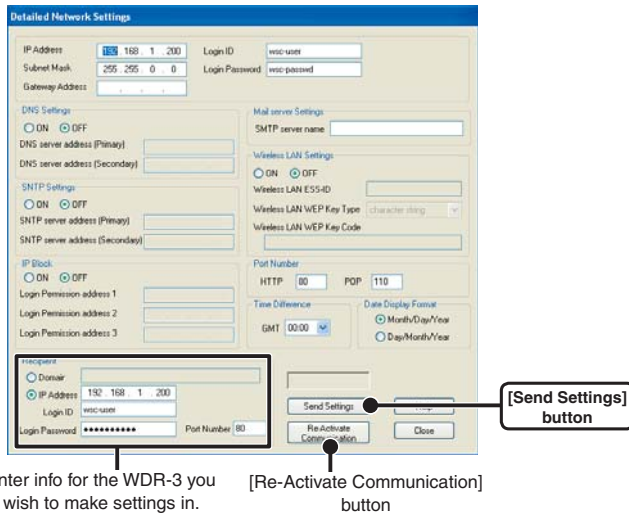 Detailed Network Settings
IP Address 192 . 168 . 1 . 200 Login ID wsc-user
Subnet Mask 255 . 255 . 0 . 0 Login Password wsc-passwd
Gateway Address . . .
DNS Settings
ON OFF
DNS server address (Primary)
DNS server address (Secondary)
Mail server Settings
SMTP server name
Wireless LAN Settings
ON OFF
Wireless LAN ESS-ID
Wireless LAN WEP Key Type character string
Wireless LAN WEP Key Code
SNTP Settings
ON OFF
SNTP server address (Primary)
SNTP server address (Secondary)
IP Block
ON OFF
Login Permission address 1
Login Permission address 2
Login Permission address 3
Port Number
HTTP 80 POP 110
Time Difference
GMT 00:00
Date Display Format
Month/Day/Year
Day/Month/Year
Recipient
Domain
IP Address 192 . 168 . 1 . 200
Login ID wsc-user
Login Password ●●●●●●●●●● Port Number 80
Send Settings
Re-Activate Communication
Close
[Send Settings]
button
nter info for the WDR-3 you
wish to make settings in.
[Re-Activate Communication]
button